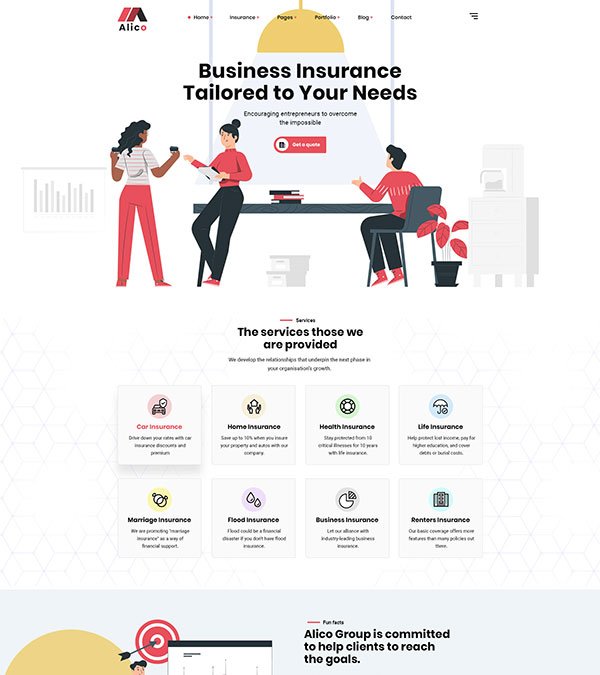 Alico
Home Insurance Pages Portfolio Blog Contact
Business Insurance
Tailored to Your Needs
Encouraging entrepreneurs to overcome
the impossible
Get a quote
Services
The services those we
are provided
We develop the relationships that underpin the next phase in
your organisation's growth.
Car Insurance
Drive down your rates with car
insurance discounts and
premium
Home Insurance
Save up to 10% when you insure
your property and autos with our
company.
Health Insurance
Stay protected from 10
critical illnesses for 10 years
with life insurance.
Life Insurance
Help protect lost income, pay for
higher education, and cover
debts or burial costs.
Marriage Insurance
We are promoting "marriage
insurance" as a way of
financial support.
Flood Insurance
Flood could be a financial
disaster if you don't have flood
insurance.
Business Insurance
Let our alliance with
industry-leading business
insurance.
Renters Insurance
Our basic coverage offers more
features than many policies out
there.
Fun facts
Alico Group is committed
to help clients to reach
the goals.